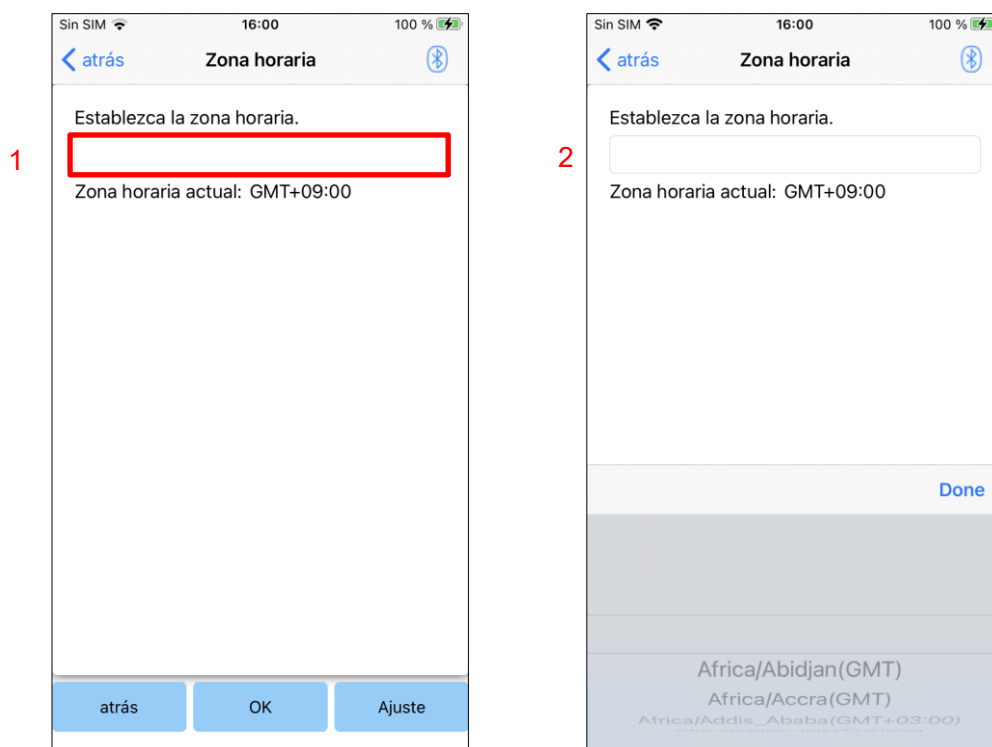 Sin SIM 16:00 100 %
atrás Zona horaria
Establezca la zona horaria.
1
Zona horaria actual: GMT+09:00
atrás OK Ajuste
Sin SIM 16:00 100 %
atrás Zona horaria
Establezca la zona horaria.
2
Zona horaria actual: GMT+09:00
Done
Africa/Abidjan(GMT)
Africa/Accra(GMT)
Africa/Addis_Ababa(GMT+03:00)